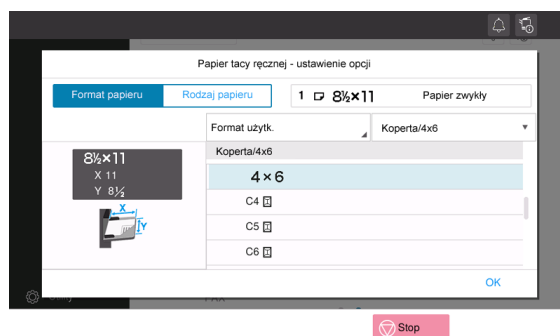 Papier tacy ręcznej - ustawienie opcji
Format papieru
Rodzaj papieru
1 8½×11 Papier zwykły
Format użytk.
Koperta/4x6
8½×11
X 11
Y 8½
X
Y
Koperta/4x6
4×6
C4
C5
C6
OK
Utility
Stop